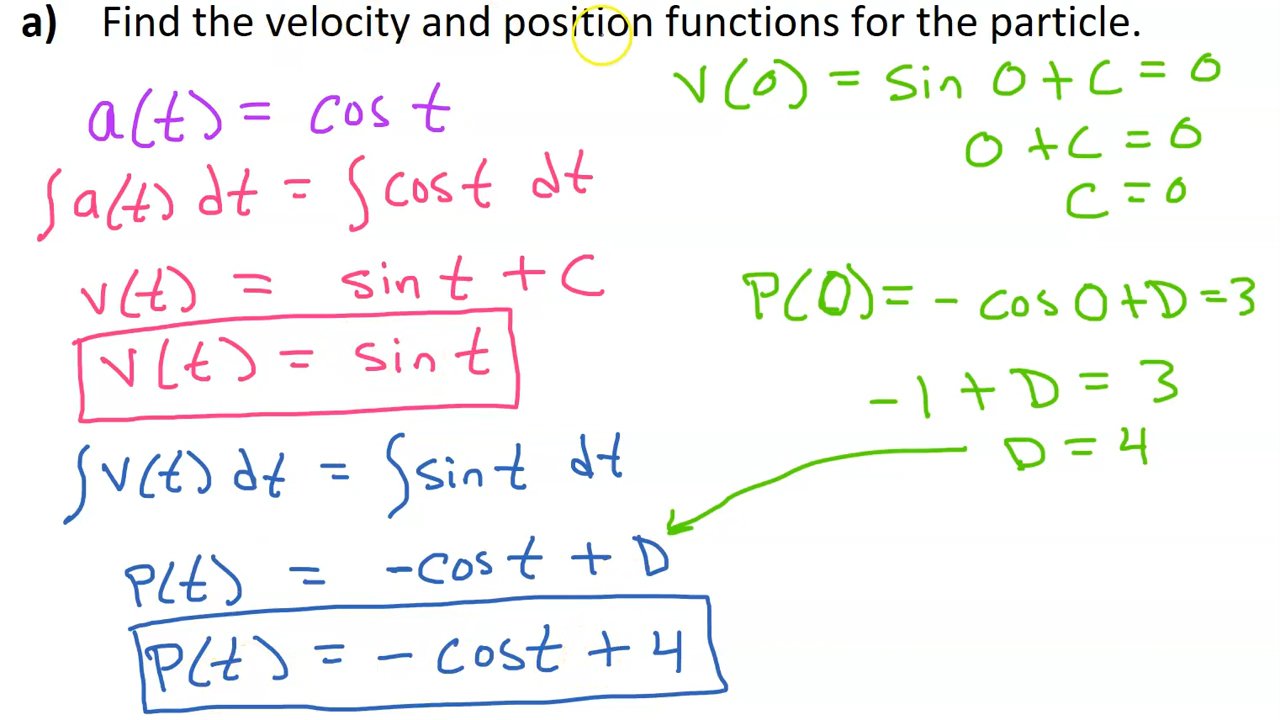 a) Find the velocity and position functions for the particle.
a(t) = cos t
∫a(t) dt = ∫cos t dt
v(t) = sin t + C
v(t) = sin t
∫v(t) dt = ∫sin t dt
P(t) = -cos t + D
P(t) = - cos t + 4
v(0) = sin 0 + C = 0
0 + C = 0
C = 0
P(0) = - cos 0 + D = 3
-1 + D = 3
D = 4